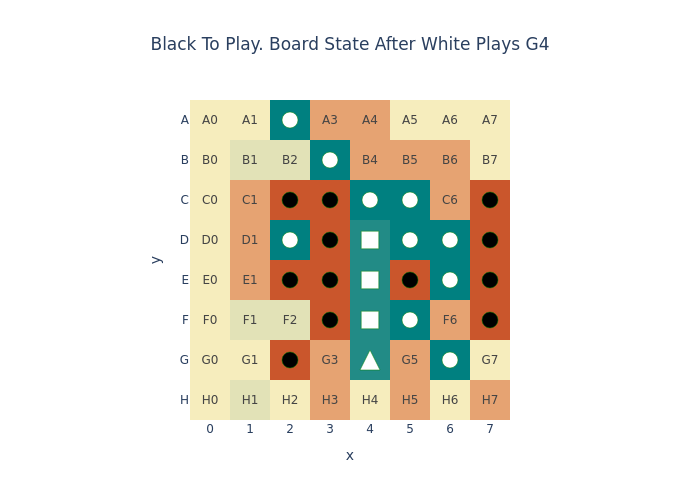 Black To Play. Board State After White Plays G4
A A0 A1 A3 A4 A5 A6 A7
B B0 B1 B2 B4 B5 B6 B7
C C0 C1 C6
D D0 D1
y
E E0 E1
F F0 F1 F2 F6
G G0 G1 G3 G5 G7
H H0 H1 H2 H3 H4 H5 H6 H7
0 1 2 3 4 5 6 7
x